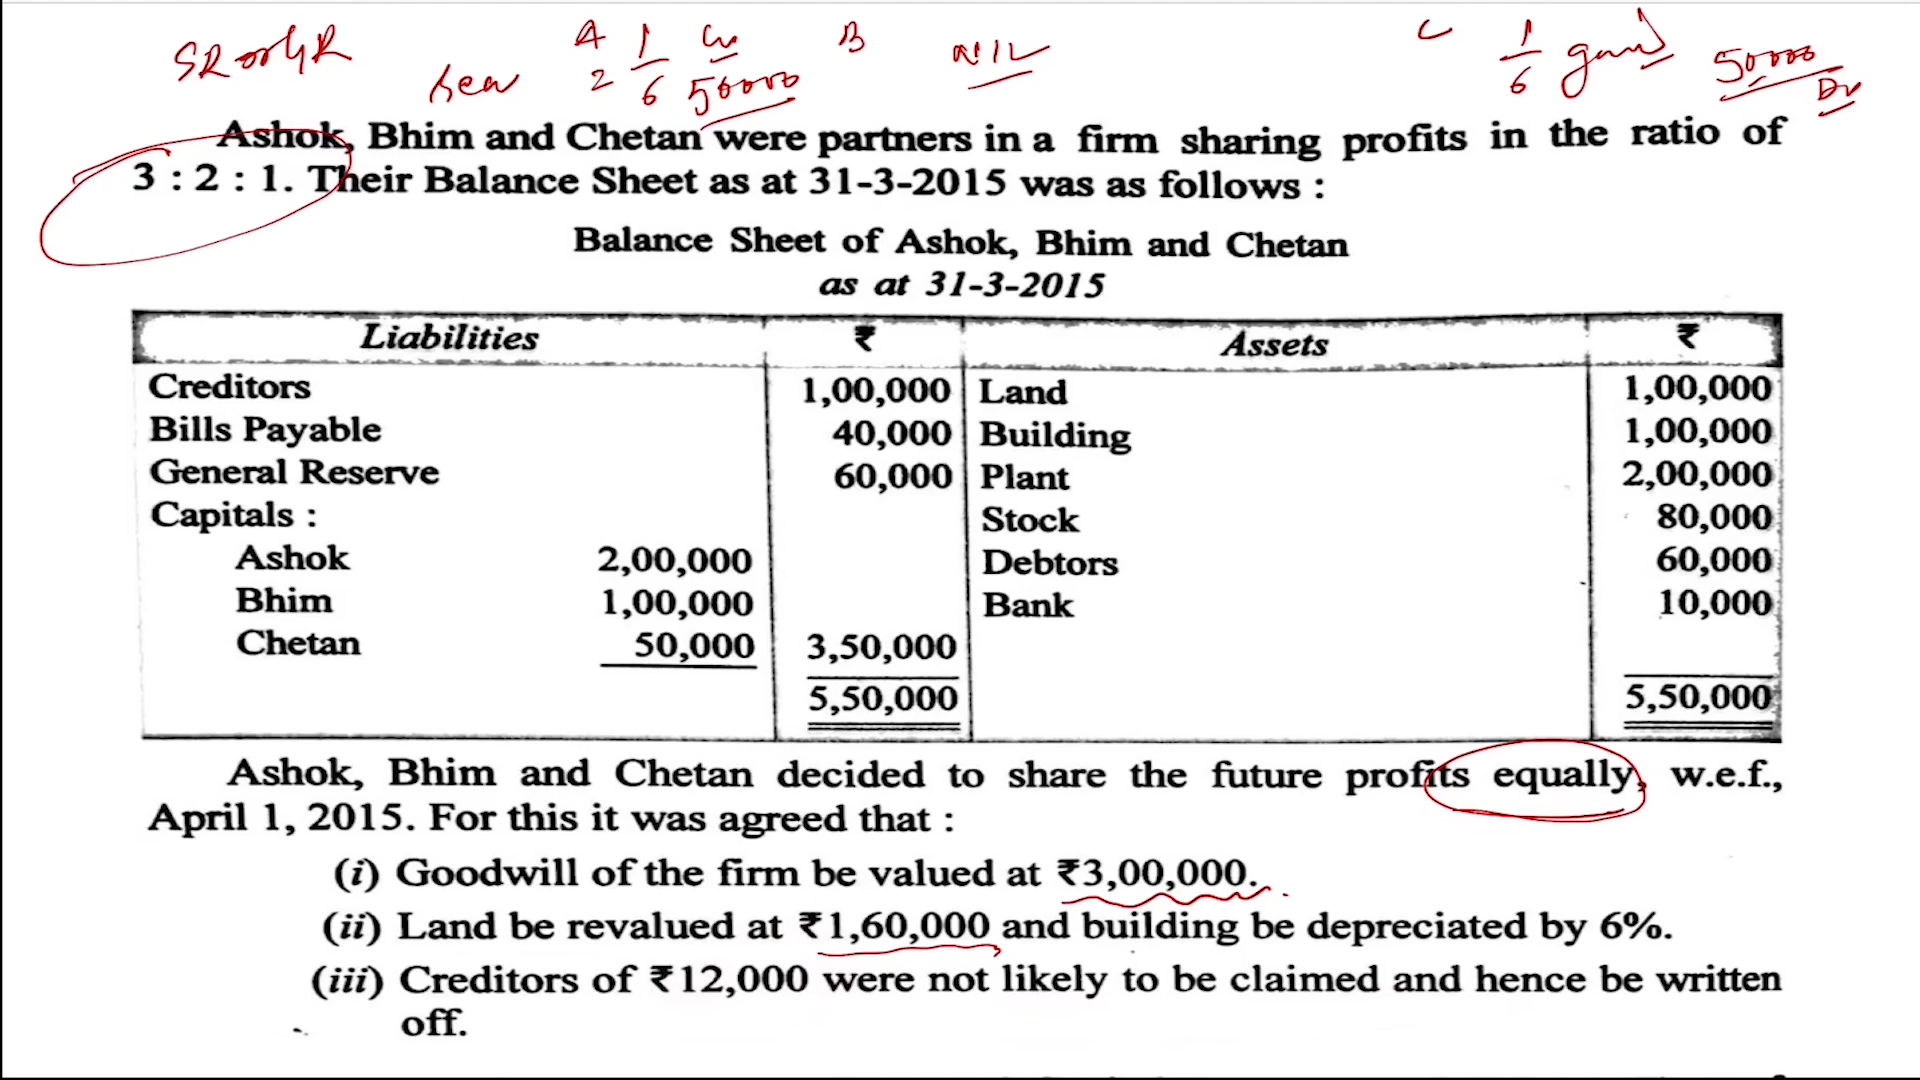 SR or GR
A 1/6 Cr B NIL C 1/6 gain 50000 Dr
50000
Ashok, Bhim and Chetan were partners in a firm sharing profits in the ratio of
3 : 2 : 1. Their Balance Sheet as at 31-3-2015 was as follows :
Balance Sheet of Ashok, Bhim and Chetan
as at 31-3-2015
Liabilities ₹ Assets ₹
Creditors 1,00,000 Land 1,00,000
Bills Payable 40,000 Building 1,00,000
General Reserve 60,000 Plant 2,00,000
Capitals : Stock 80,000
Ashok 2,00,000 Debtors 60,000
Bhim 1,00,000 Bank 10,000
Chetan 50,000 3,50,000
5,50,000 5,50,000
Ashok, Bhim and Chetan decided to share the future profits equally, w.e.f.,
April 1, 2015. For this it was agreed that :
(i) Goodwill of the firm be valued at ₹3,00,000.
(ii) Land be revalued at ₹1,60,000 and building be depreciated by 6%.
(iii) Creditors of ₹12,000 were not likely to be claimed and hence be written
off.